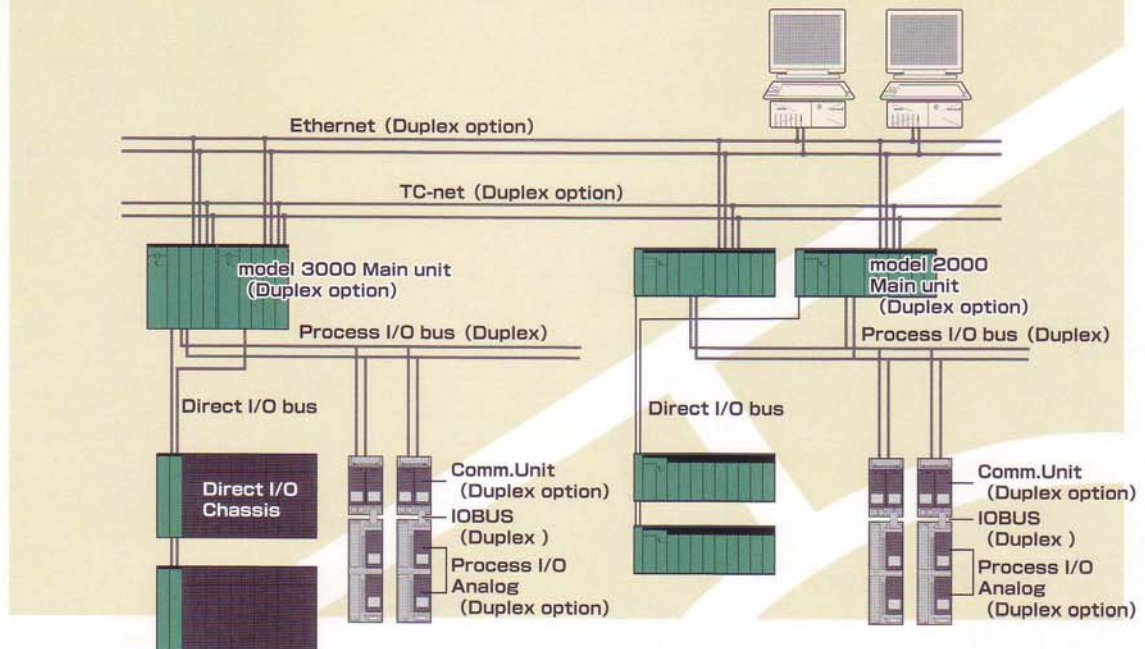 Ethernet (Duplex option)
TC-net (Duplex option)
model 3000 Main unit
(Duplex option)
model 2000
Main unit
(Duplex option)
Process I/O bus (Duplex)
Process I/O bus (Duplex)
Direct I/O bus
Direct I/O bus
Direct I/O
Chassis
Comm.Unit
(Duplex option)
IOBUS
(Duplex )
Process I/O
Analog
(Duplex option)
Comm.Unit
(Duplex option)
IOBUS
(Duplex )
Process I/O
Analog
(Duplex option)